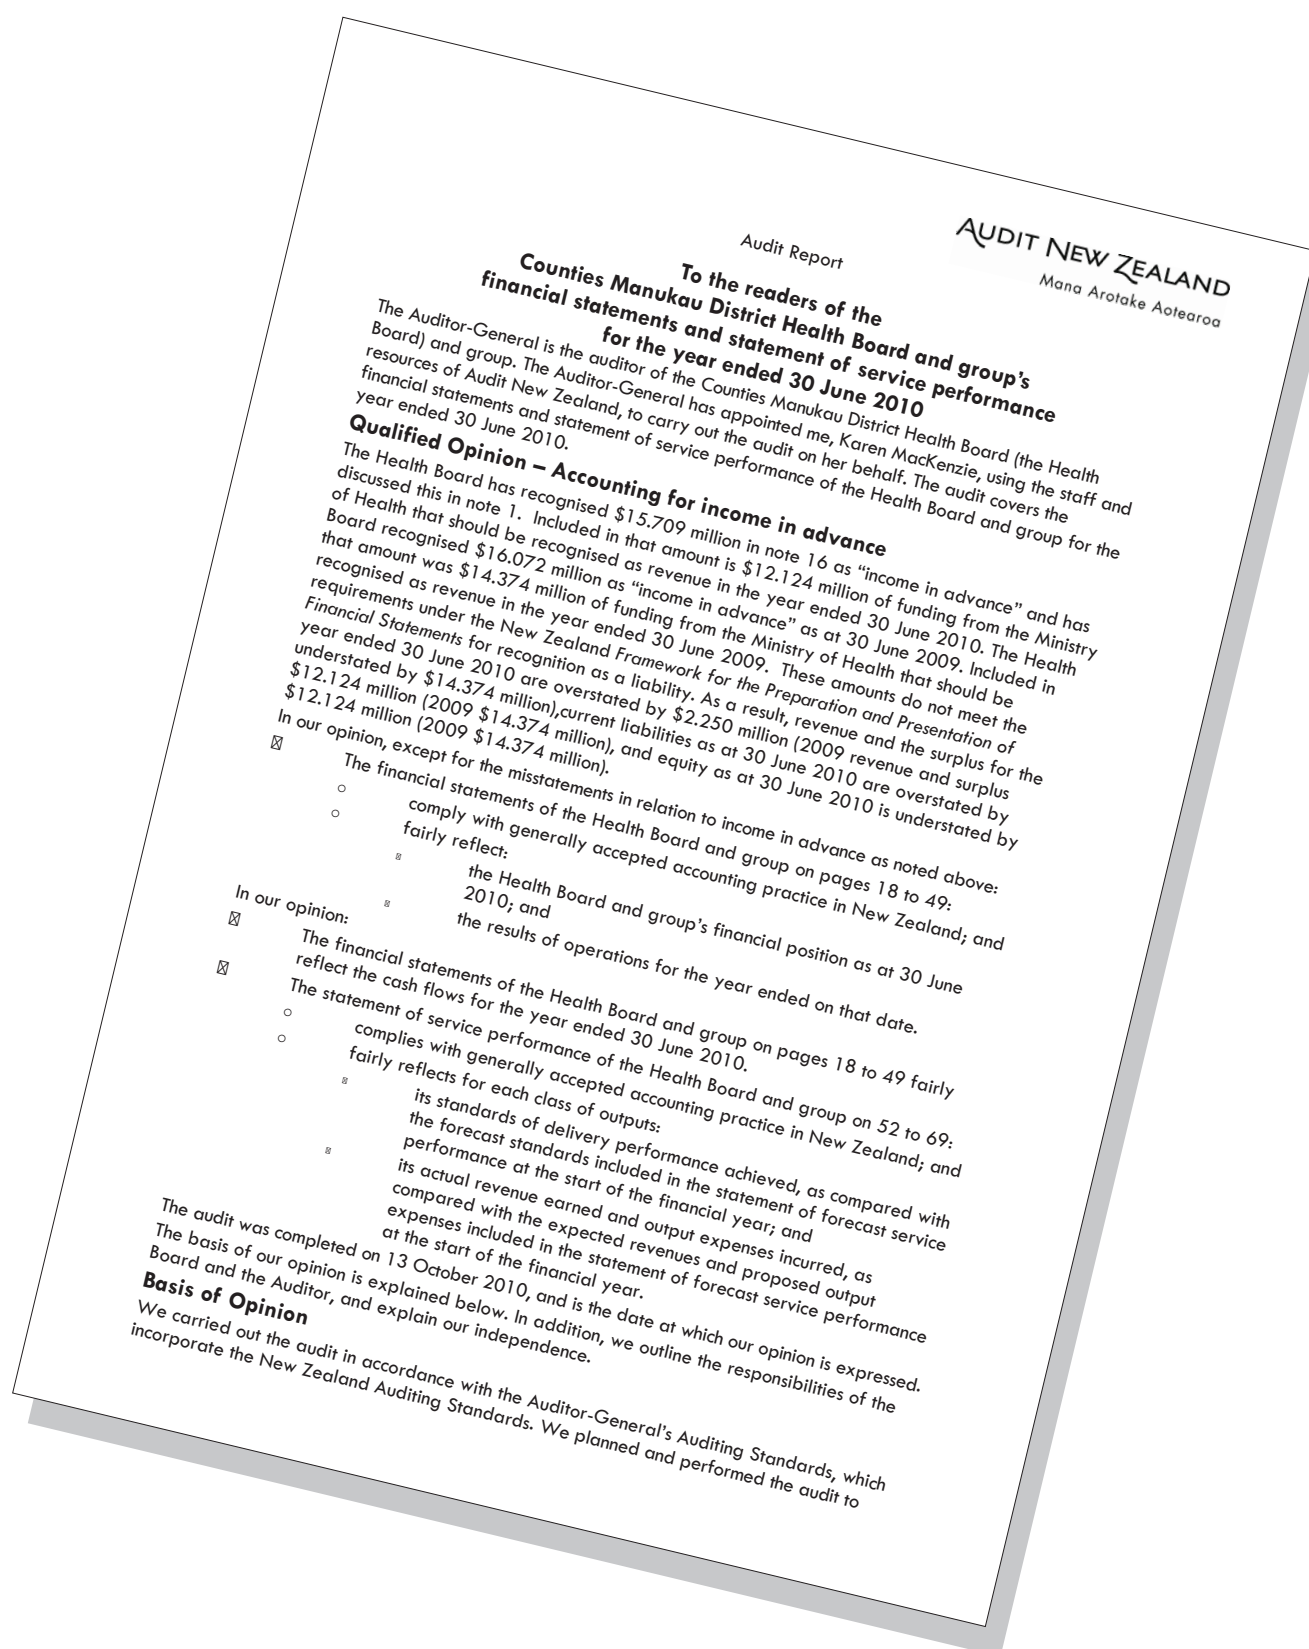 AUDIT NEW ZEALAND
Mana Arotake Aotearoa
Audit Report
To the readers of the
Counties Manukau District Health Board and group's
financial statements and statement of service performance
for the year ended 30 June 2010
The Auditor-General is the auditor of the Counties Manukau District Health Board (the Health
Board) and group. The Auditor-General has appointed me, Karen MacKenzie, using the staff and
resources of Audit New Zealand, to carry out the audit on her behalf. The audit covers the
financial statements and statement of service performance of the Health Board and group for the
year ended 30 June 2010.
Qualified Opinion – Accounting for income in advance
The Health Board has recognised $15.709 million in note 16 as “income in advance” and has
discussed this in note 1. Included in that amount is $12.124 million of funding from the Ministry
of Health that should be recognised as revenue in the year ended 30 June 2010. The Health
Board recognised $16.072 million as “income in advance” as at 30 June 2009. Included in
that amount was $14.374 million of funding from the Ministry of Health that should be
recognised as revenue in the year ended 30 June 2009. These amounts do not meet the
requirements under the New Zealand Framework for the Preparation and Presentation of
Financial Statements for recognition as a liability. As a result, revenue and the surplus for the
year ended 30 June 2010 are overstated by $2.250 million (2009 revenue and surplus
understated by $14.374 million),current liabilities as at 30 June 2010 are overstated by
$12.124 million (2009 $14.374 million), and equity as at 30 June 2010 is understated by
$12.124 million (2009 $14.374 million).
In our opinion, except for the misstatements in relation to income in advance as noted above:
The financial statements of the Health Board and group on pages 18 to 49:
○ comply with generally accepted accounting practice in New Zealand; and
○ fairly reflect:
the Health Board and group's financial position as at 30 June
2010; and
the results of operations for the year ended on that date.
In our opinion:
The financial statements of the Health Board and group on pages 18 to 49 fairly
reflect the cash flows for the year ended 30 June 2010.
The statement of service performance of the Health Board and group on 52 to 69:
○ complies with generally accepted accounting practice in New Zealand; and
○ fairly reflects for each class of outputs:
its standards of delivery performance achieved, as compared with
the forecast standards included in the statement of forecast service
performance at the start of the financial year; and
its actual revenue earned and output expenses incurred, as
compared with the expected revenues and proposed output
expenses included in the statement of forecast service performance
at the start of the financial year.
The audit was completed on 13 October 2010, and is the date at which our opinion is expressed.
The basis of our opinion is explained below. In addition, we outline the responsibilities of the
Board and the Auditor, and explain our independence.
Basis of Opinion
We carried out the audit in accordance with the Auditor-General's Auditing Standards, which
incorporate the New Zealand Auditing Standards. We planned and performed the audit to